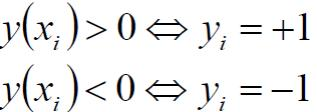 y(xᵢ) > 0 ⇔ yᵢ = +1
y(xᵢ) < 0 ⇔ yᵢ = −1